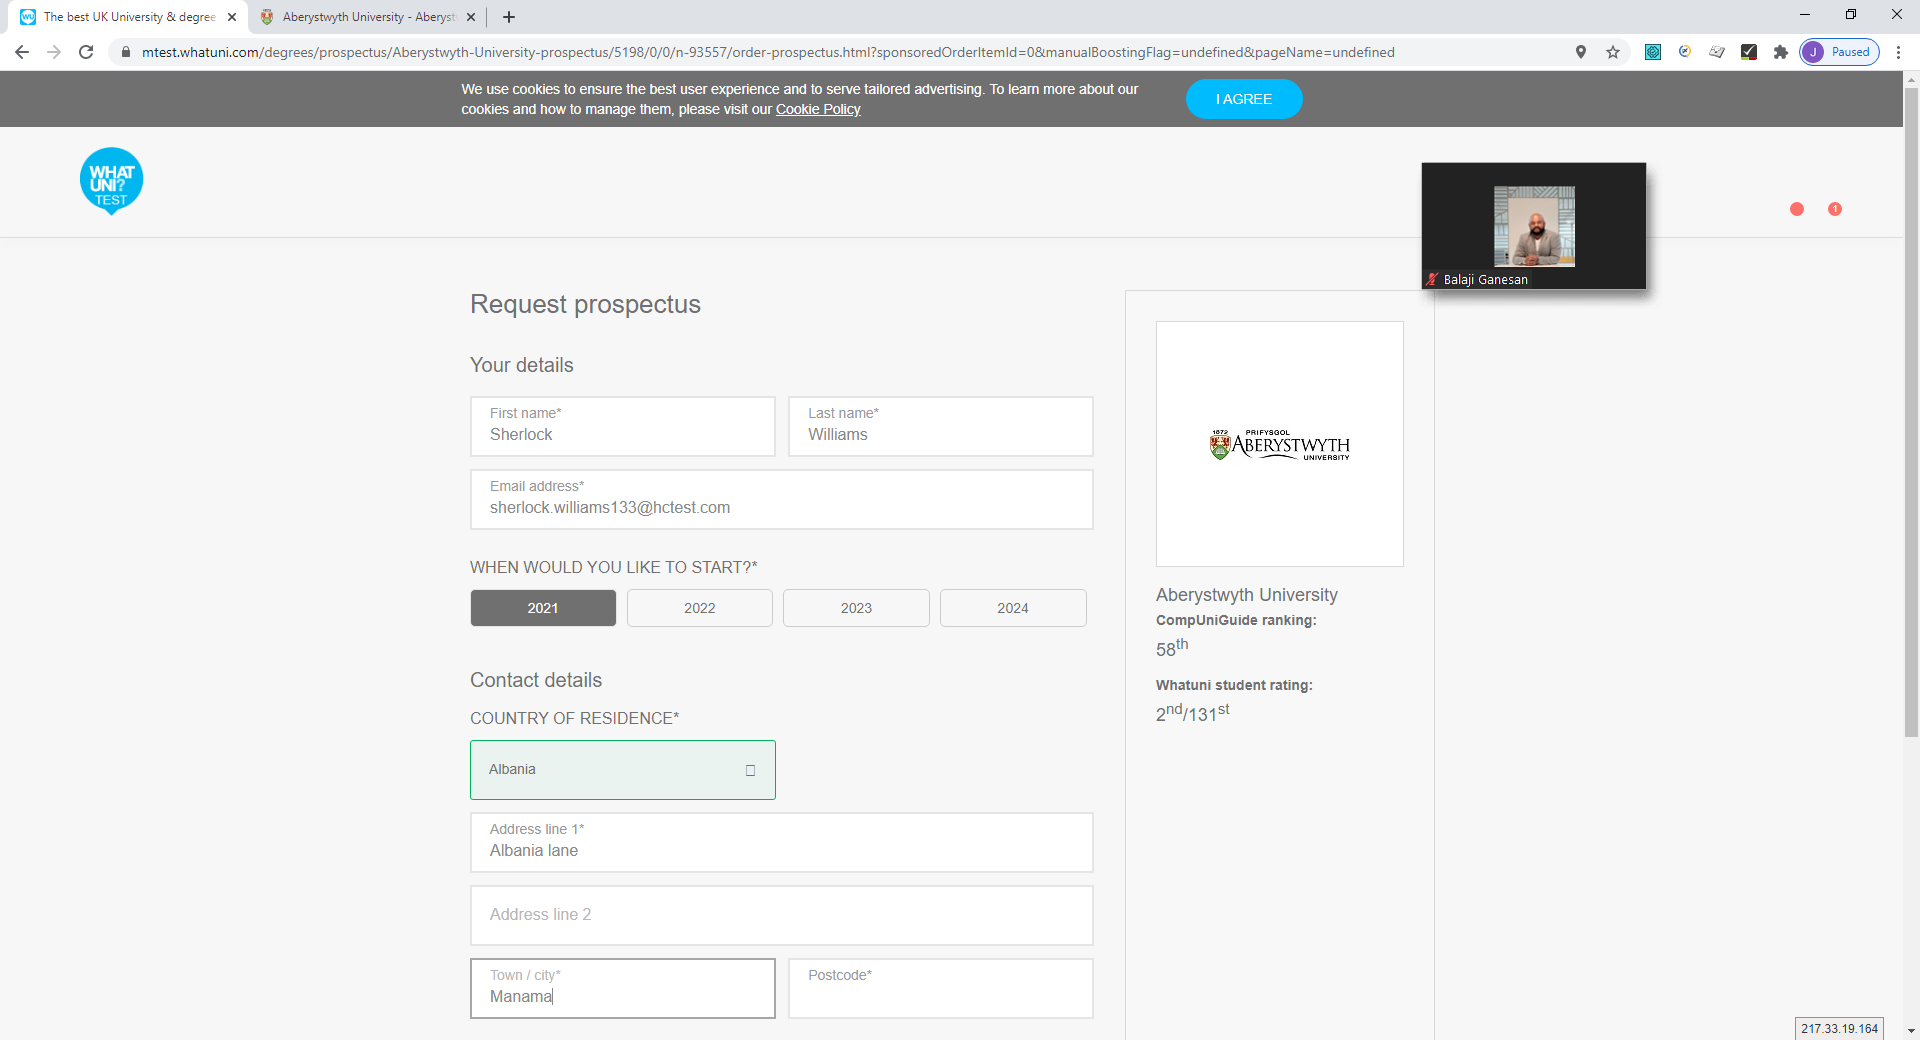 The best UK University & degree
Aberystwyth University - Aberyst
mtest.whatuni.com/degrees/prospectus/Aberystwyth-University-prospectus/5198/0/0/n-93557/order-prospectus.html?sponsoredOrderItemId=0&manualBoostingFlag=undefined&pageName=undefined
J Paused
We use cookies to ensure the best user experience and to serve tailored advertising. To learn more about our
cookies and how to manage them, please visit our Cookie Policy
I AGREE
WHAT
UNI?
TEST
1
Balaji Ganesan
Request prospectus
Your details
First name*
Sherlock
Last name*
Williams
Email address*
sherlock.williams133@hctest.com
WHEN WOULD YOU LIKE TO START?*
2021 2022 2023 2024
Contact details
COUNTRY OF RESIDENCE*
Albania
Address line 1*
Albania lane
Address line 2
Town / city*
Manama
Postcode*
1872 PRIFYSGOL
ABERYSTWYTH
UNIVERSITY
Aberystwyth University
CompUniGuide ranking:
58th
Whatuni student rating:
2nd/131st
217.33.19.164